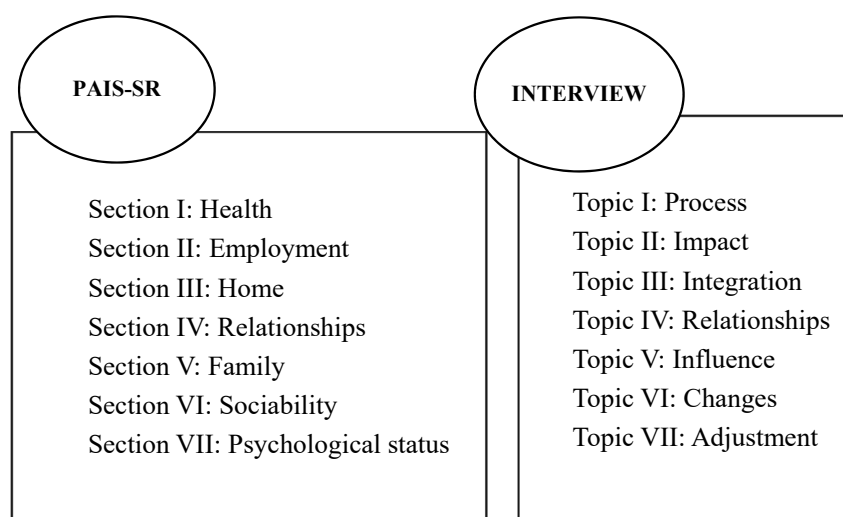 PAIS-SR
Section I: Health
Section II: Employment
Section III: Home
Section IV: Relationships
Section V: Family
Section VI: Sociability
Section VII: Psychological status
INTERVIEW
Topic I: Process
Topic II: Impact
Topic III: Integration
Topic IV: Relationships
Topic V: Influence
Topic VI: Changes
Topic VII: Adjustment